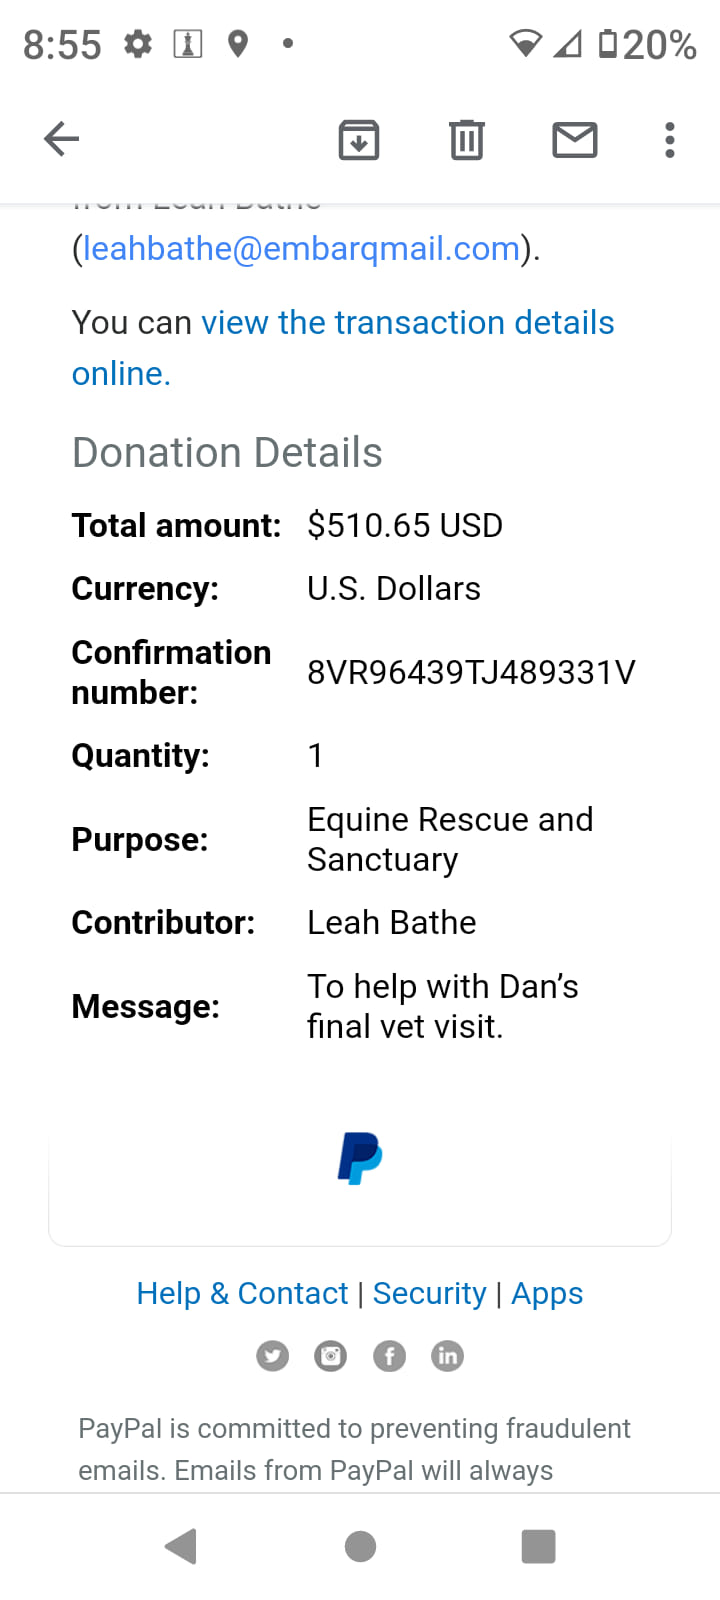 8:55 20%
(leahbathe@embarqmail.com).
You can view the transaction details
online.
Donation Details
Total amount: $510.65 USD
Currency: U.S. Dollars
Confirmation
number: 8VR96439TJ489331V
Quantity: 1
Purpose: Equine Rescue and
Sanctuary
Contributor: Leah Bathe
Message: To help with Dan’s
final vet visit.
Help & Contact | Security | Apps
PayPal is committed to preventing fraudulent
emails. Emails from PayPal will always